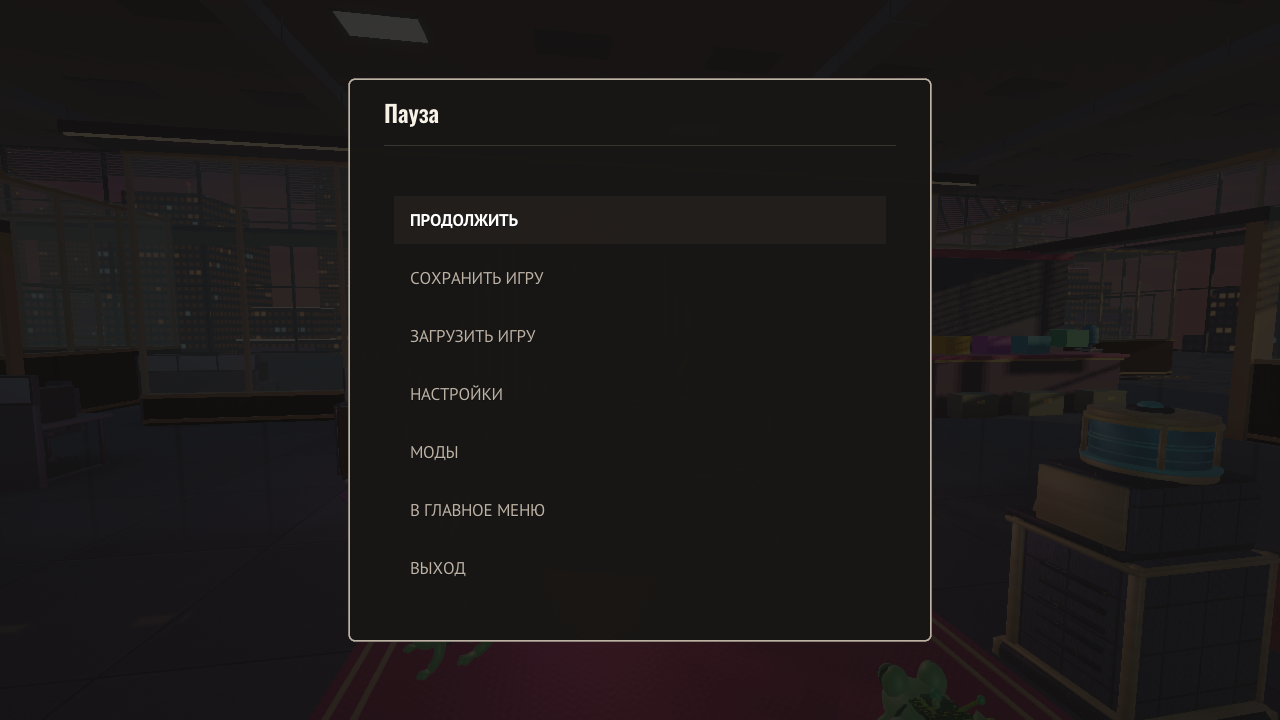 Пауза
ПРОДОЛЖИТЬ
СОХРАНИТЬ ИГРУ
ЗАГРУЗИТЬ ИГРУ
НАСТРОЙКИ
МОДЫ
В ГЛАВНОЕ МЕНЮ
ВЫХОД